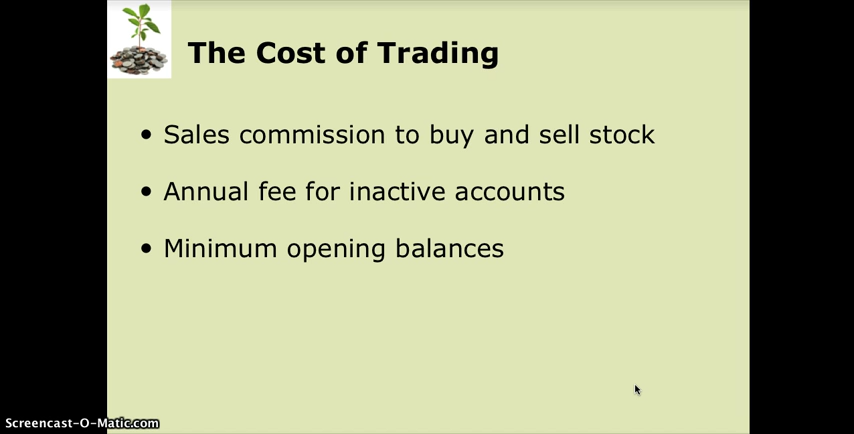 The Cost of Trading
• Sales commission to buy and sell stock
• Annual fee for inactive accounts
• Minimum opening balances
Screencast-O-Matic.com